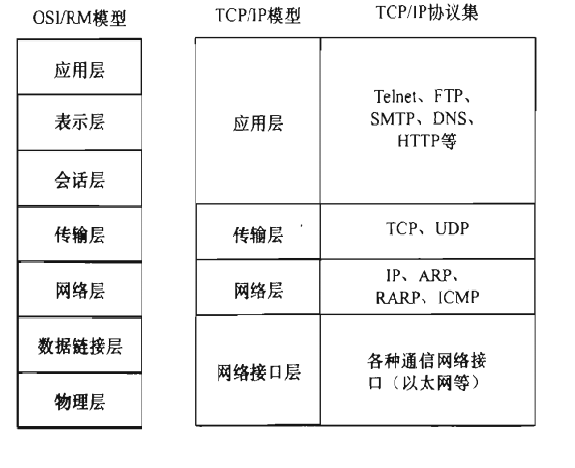 OSI/RM模型
TCP/IP模型
TCP/IP协议集
应用层
表示层
会话层
传输层
网络层
数据链接层
物理层
应用层
传输层
网络层
网络接口层
Telnet、FTP、
SMTP、DNS、
HTTP等
TCP、UDP
IP、ARP、
RARP、ICMP
各种通信网络接
口（以太网等）